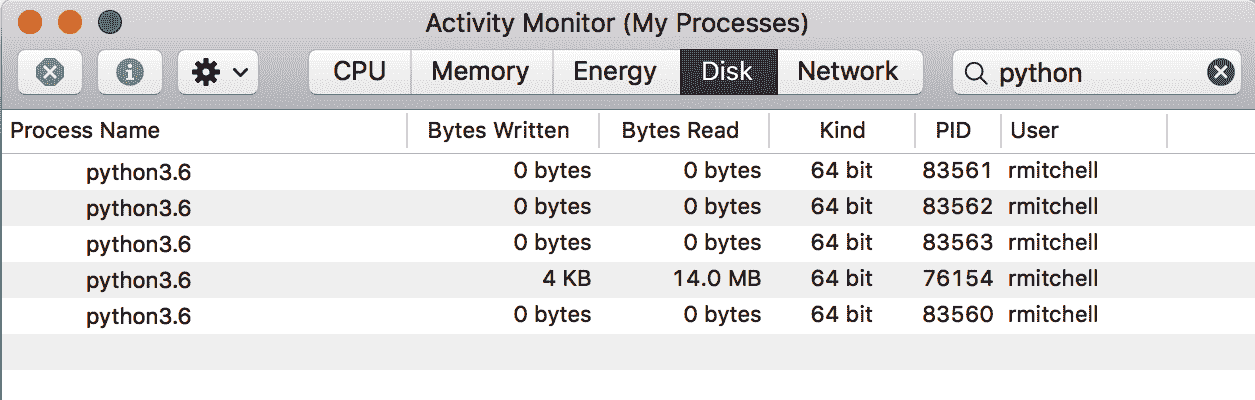 Activity Monitor (My Processes)
CPU Memory Energy Disk Network python
Process Name Bytes Written Bytes Read Kind PID User
python3.6 0 bytes 0 bytes 64 bit 83561 rmitchell
python3.6 0 bytes 0 bytes 64 bit 83562 rmitchell
python3.6 0 bytes 0 bytes 64 bit 83563 rmitchell
python3.6 4 KB 14.0 MB 64 bit 76154 rmitchell
python3.6 0 bytes 0 bytes 64 bit 83560 rmitchell